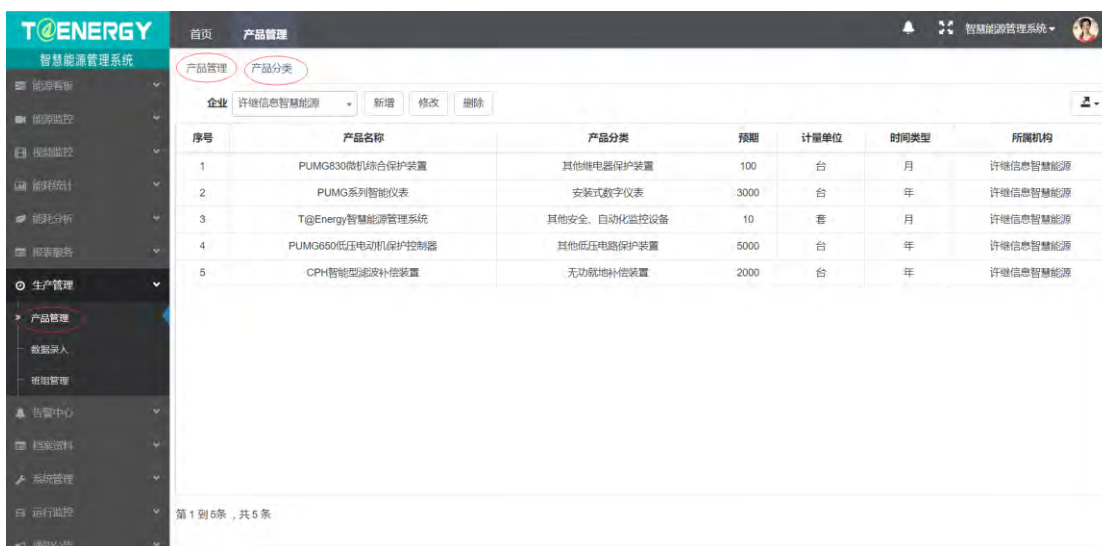 T@ENERGY
智慧能源管理系统
首页 产品管理
智慧能源管理系统
产品管理 产品分类
企业 许继信息智慧能源 新增 修改 删除
序号 产品名称 产品分类 预期 计量单位 时间类型 所属机构
1 PUMG830微机综合保护装置 其他继电器保护装置 100 台 月 许继信息智慧能源
2 PUMG系列智能仪表 安装式数字仪表 3000 台 年 许继信息智慧能源
3 T@Energy智慧能源管理系统 其他安全、自动化监控设备 10 套 月 许继信息智慧能源
4 PUMG650低压电动机保护控制器 其他低压电路保护装置 5000 台 年 许继信息智慧能源
5 CPH智能型滤波补偿装置 无功就地补偿装置 2000 台 年 许继信息智慧能源
第1到5条，共5条
能源看板
能源监控
视频监控
能耗统计
能耗分析
报表服务
生产管理
产品管理
数据录入
班组管理
告警中心
档案资料
系统管理
运行监控